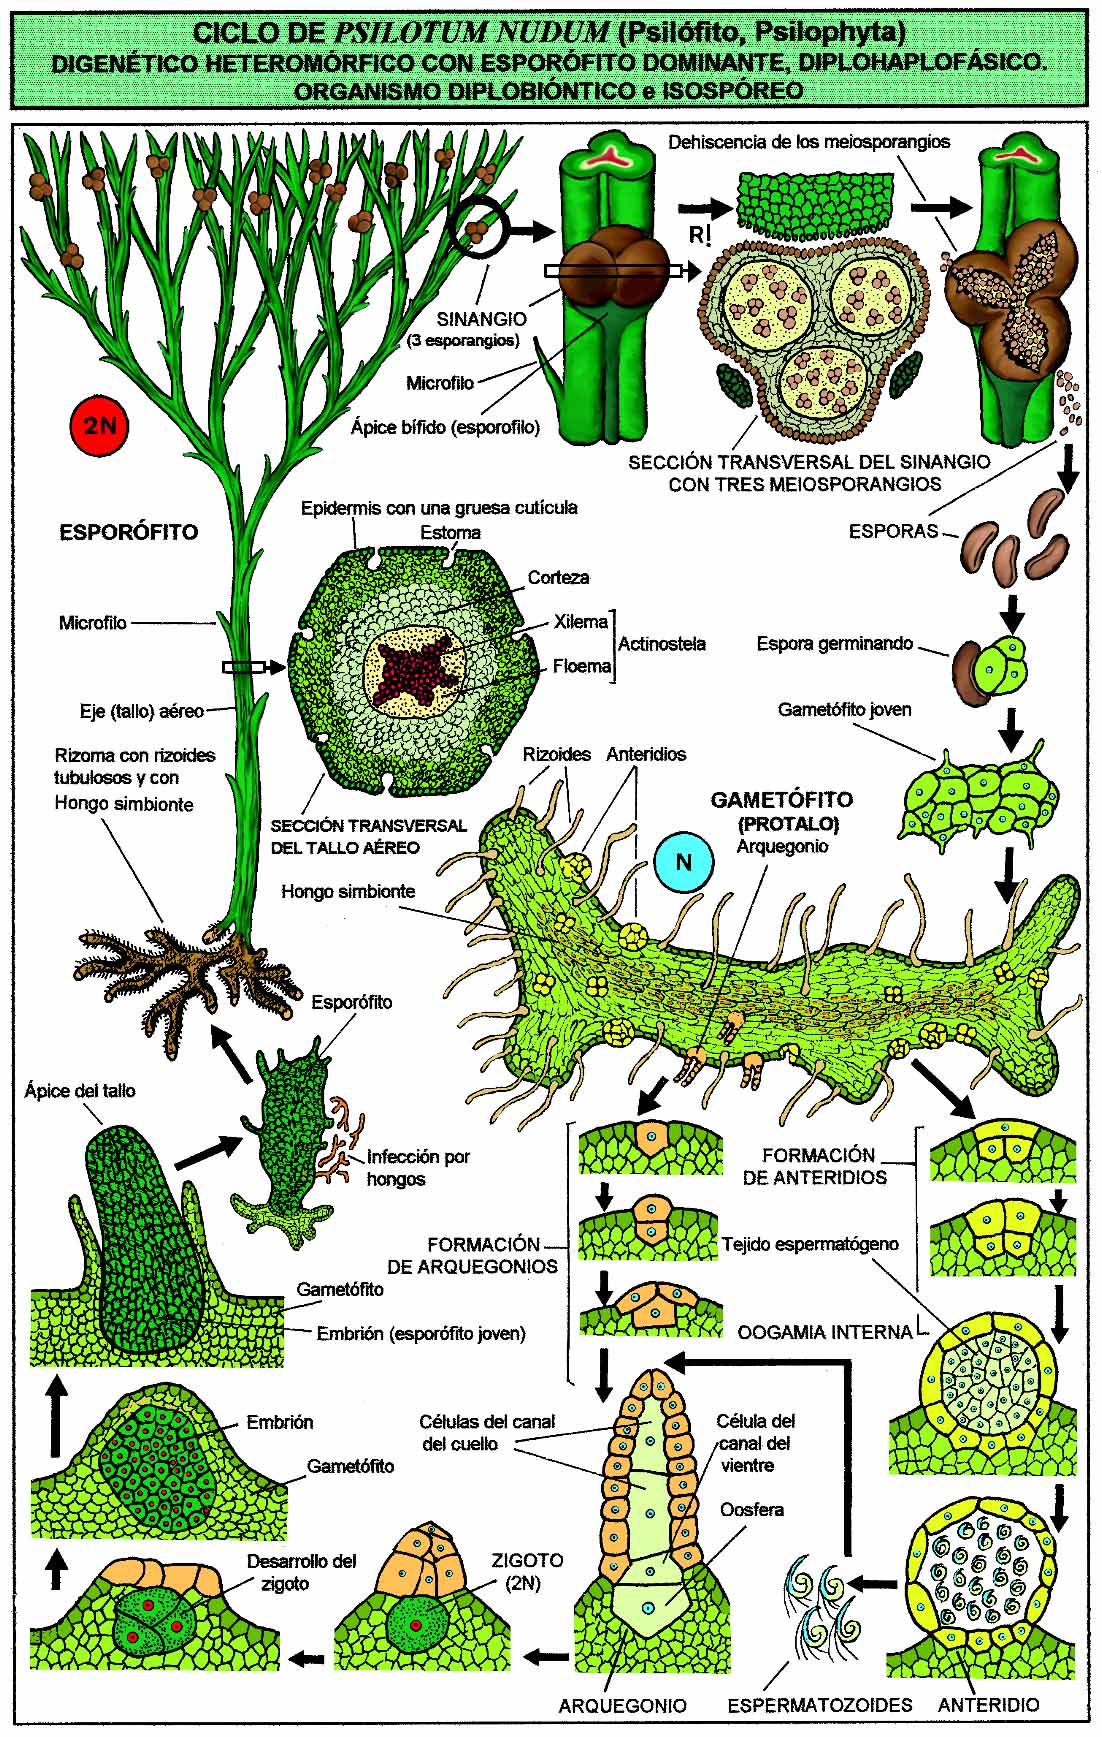 CICLO DE PSILOTUM NUDUM (Psilófito, Psilophyta)
DIGENÉTICO HETEROMÓRFICO CON ESPORÓFITO DOMINANTE, DIPLOHAPLOFÁSICO.
ORGANISMO DIPLOBIÓNTICO e ISOSPÓREO
Dehiscencia de los meiosporangios
R!
SINANGIO
(3 esporangios)
Microfilo
Ápice bífido (esporofilo)
2N
SECCIÓN TRANSVERSAL DEL SINANGIO
CON TRES MEIOSPORANGIOS
ESPORAS
ESPORÓFITO
Epidermis con una gruesa cutícula
Estoma
Corteza
Xilema
Actinostela
Floema
Microfilo
Eje (tallo) aéreo
Rizoma con rizoides
tubulosos y con
Hongo simbionte
SECCIÓN TRANSVERSAL
DEL TALLO AÉREO
Espora germinando
Gametófito joven
Rizoides
Anteridios
GAMETÓFITO
(PROTALO)
Arquegonio
N
Hongo simbionte
Esporófito
Ápice del tallo
Infección por
hongos
Gametófito
Embrión (esporófito joven)
FORMACIÓN
DE ARQUEGONIOS
FORMACIÓN
DE ANTERIDIOS
Tejido espermatógeno
OOGAMIA INTERNA
Embrión
Gametófito
Células del canal
del cuello
Célula del
canal del
vientre
Oosfera
Desarrollo del
zigoto
ZIGOTO
(2N)
ARQUEGONIO
ESPERMATOZOIDES
ANTERIDIO